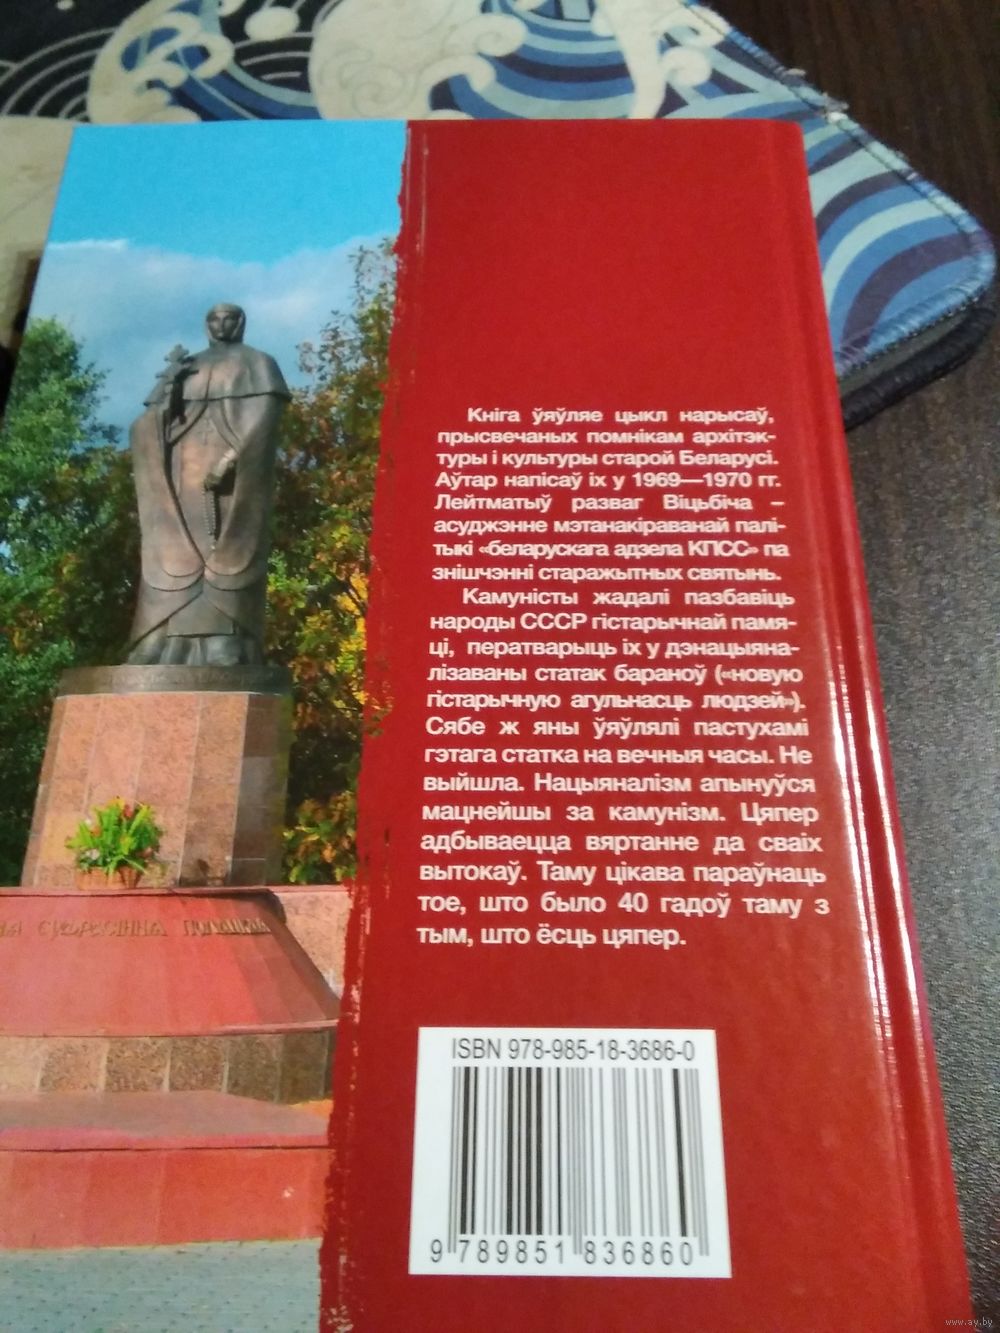 Кніга ўяўляе цыкл нарысаў,
прысвечаных помнікам архітэк-
туры і культуры старой Беларусі.
Аўтар напісаў іх у 1969—1970 гг.
Лейтматыў разваг Віцьбіча –
асуджэнне мэтанакіраванай палі-
тыкі «беларускага адзела КПСС» па
знішчэнні старажытных святынь.
Камуністы жадалі пазбавіць
народы СССР гістарычнай памя-
ці, ператварыць іх у дэнацыяна-
лізаваны статак бараноў («новую
гістарычную агульнасць людзей»).
Сябе ж яны ўяўлялі пастухамі
гэтага статка на вечныя часы. Не
выйшла. Нацыяналізм апынуўся
мацнейшы за камунізм. Цяпер
адбываецца вяртанне да сваіх
вытокаў. Таму цікава параўнаць
тое, што было 40 гадоў таму з
тым, што ёсць цяпер.
ISBN 978-985-18-3686-0
9 789851 836860
www.ay.by